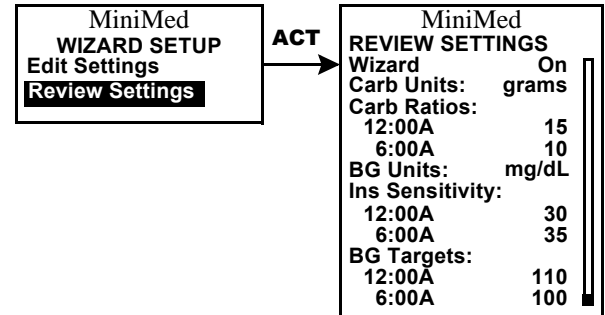 MiniMed
WIZARD SETUP
Edit Settings
Review Settings
ACT
MiniMed
REVIEW SETTINGS
Wizard On
Carb Units: grams
Carb Ratios:
12:00A 15
6:00A 10
BG Units: mg/dL
Ins Sensitivity:
12:00A 30
6:00A 35
BG Targets:
12:00A 110
6:00A 100